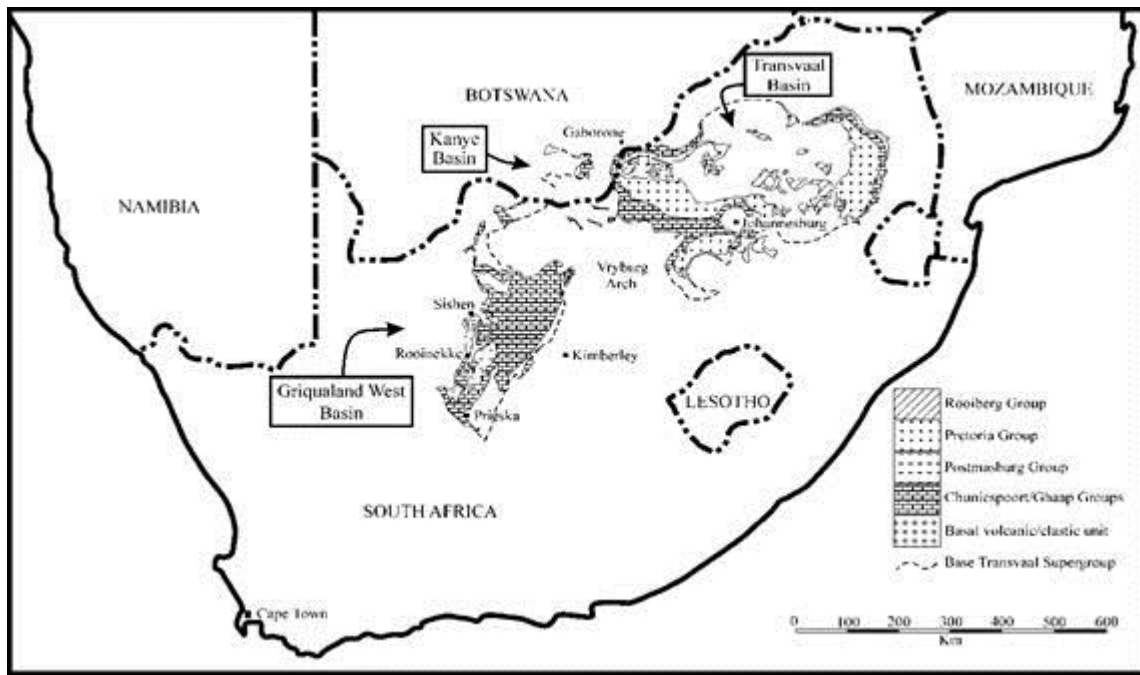 Transvaal
Basin
BOTSWANA
MOZAMBIQUE
Kanye
Basin
Gaborone
NAMIBIA
Johannesburg
Vryburg
Arch
Sishen
Rooinekke
Kimberley
Griqualand West
Basin
LESOTHO
Prieska
Rooiberg Group
Pretoria Group
Postmasburg Group
Chuniespoort/Ghaap Groups
SOUTH AFRICA
Basal volcanic/clastic unit
Base Transvaal Supergroup
Cape Town
0 100 200 300 400 500 600
Km